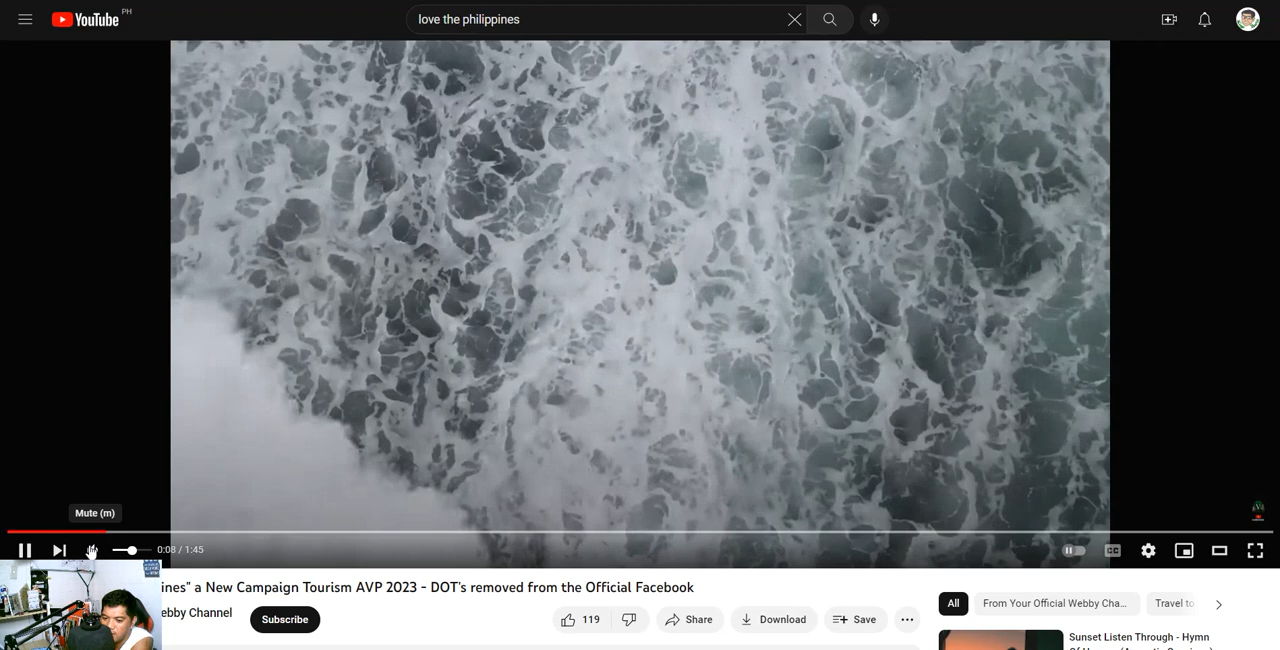 YouTube PH
love the philippines
Mute (m)
0:08 / 1:45
CC
ines" a New Campaign Tourism AVP 2023 - DOT's removed from the Official Facebook
ebby Channel
Subscribe
119
Share
Download
Save
All
From Your Official Webby Cha...
Travel to
Sunset Listen Through - Hymn